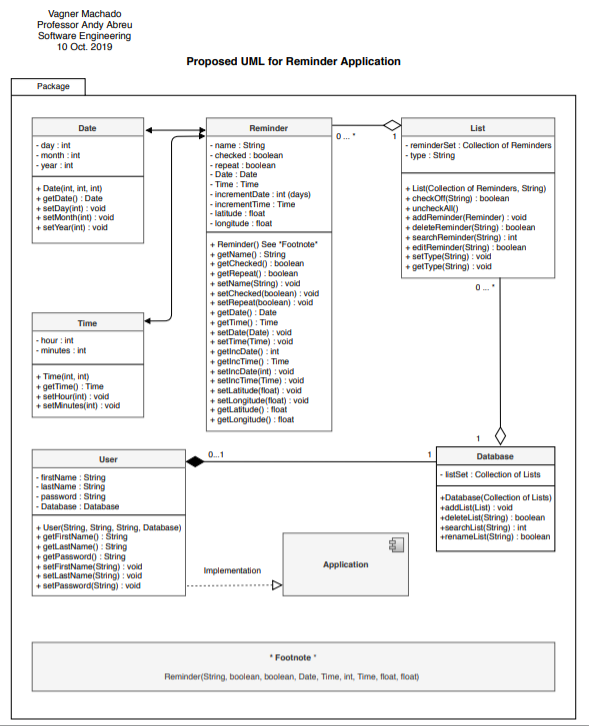 Vagner Machado
Professor Andy Abreu
Software Engineering
10 Oct. 2019
Proposed UML for Reminder Application
Package
Date
- day : int
- month : int
- year : int
+ Date(int, int, int)
+ getDate() : Date
+ setDay(int) : void
+ setMonth(int) : void
+ setYear(int) : void
Reminder
- name : String
- checked : boolean
- repeat : boolean
- Date : Date
- Time : Time
- incrementDate : int (days)
- incrementTime : Time
- latitude : float
- longitude : float
+ Reminder() See *Footnote*
+ getName() : String
+ getChecked() : boolean
+ getRepeat() : boolean
+ setName(String) : void
+ setChecked(boolean) : void
+ setRepeat(boolean) : void
+ getDate() : Date
+ getTime() : Time
+ setDate(Date) : void
+ setTime(Time) : void
+ getIncDate() : int
+ getIncTime() : Time
+ setIncDate(int) : void
+ setIncTime(Time) : void
+ setLatitude(float) : void
+ setLongitude(float) : void
+ getLatitude() : float
+ getLongitude() : float
0 ... *
1
List
- reminderSet : Collection of Reminders
- type : String
+ List(Collection of Reminders, String)
+ checkOff(String) : boolean
+ uncheckAll()
+ addReminder(Reminder) : void
+ deleteReminder(String) : boolean
+ searchReminder(String) : int
+ editReminder(String) : boolean
+ setType(String) : void
+ getType(String) : void
0 ... *
1
Time
- hour : int
- minutes : int
+ Time(int, int)
+ getTime() : Time
+ setHour(int) : void
+ setMinutes(int) : void
User
- firstName : String
- lastName : String
- password : String
- Database : Database
+ User(String, String, String, Database)
+ getFirstName() : String
+ getLastName() : String
+ getPassword() : String
+ setFirstName(String) : void
+ setLastName(String) : void
+ setPassword(String) : void
0...1
1
Database
- listSet : Collection of Lists
+Database(Collection of Lists)
+addList(List) : void
+deleteList(String) : boolean
+searchList(String) : int
+renameList(String) : boolean
Implementation
Application
* Footnote *
Reminder(String, boolean, boolean, Date, Time, int, Time, float, float)